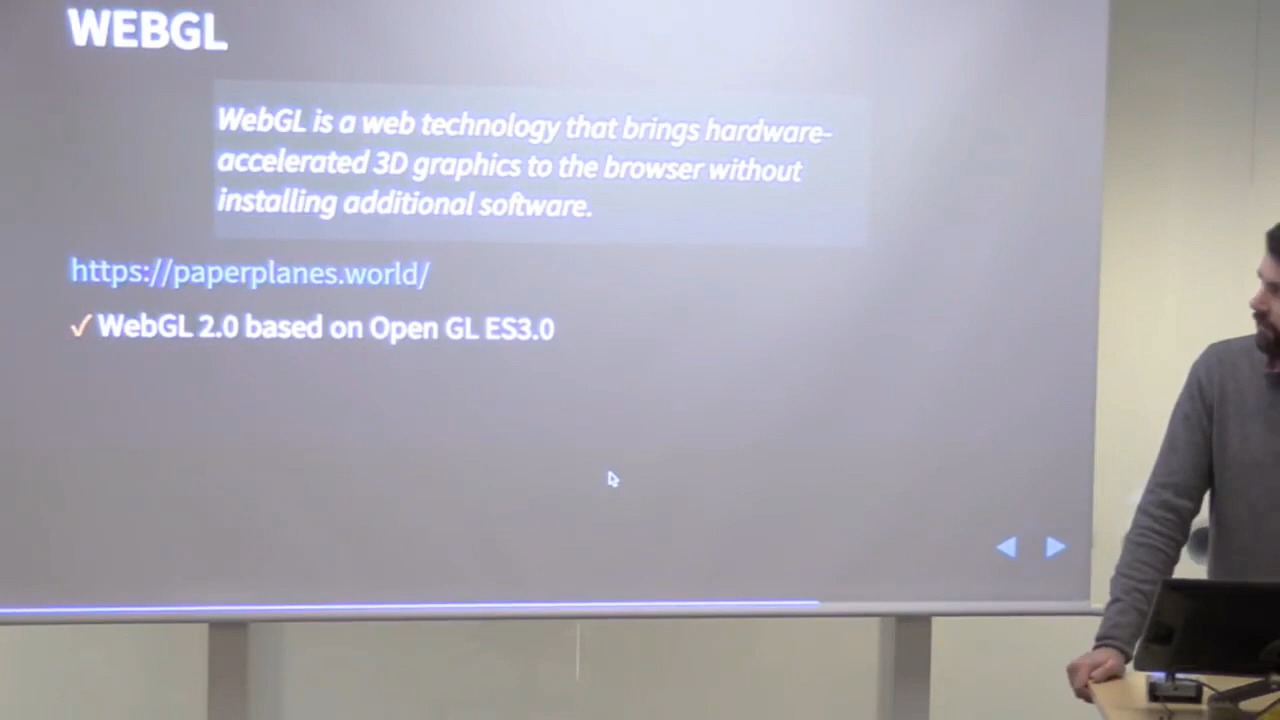 WEBGL
WebGL is a web technology that brings hardware-
accelerated 3D graphics to the browser without
installing additional software.
https://paperplanes.world/
✓ WebGL 2.0 based on Open GL ES3.0